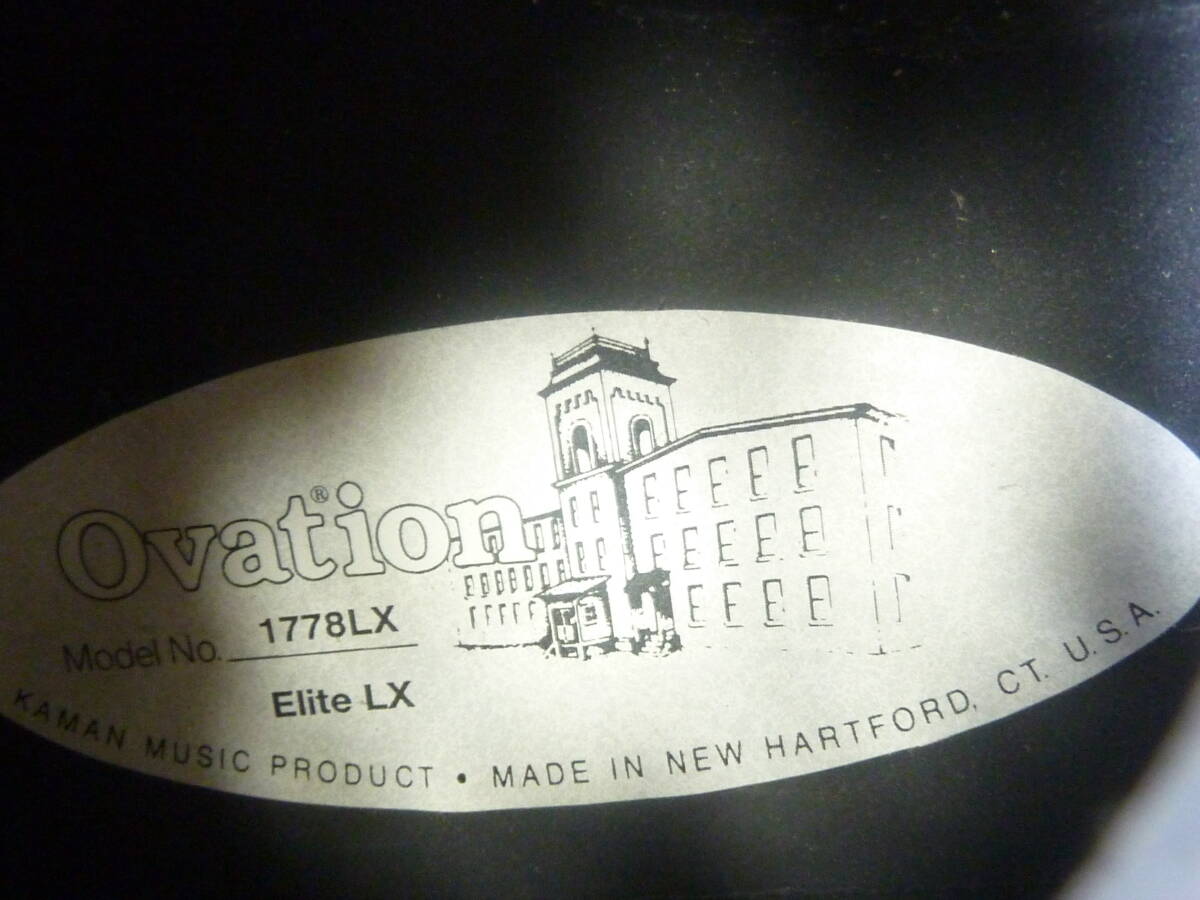 Ovation®
Model No. 1778LX
Elite LX
KAMAN MUSIC PRODUCT • MADE IN NEW HARTFORD, CT. U.S.A.